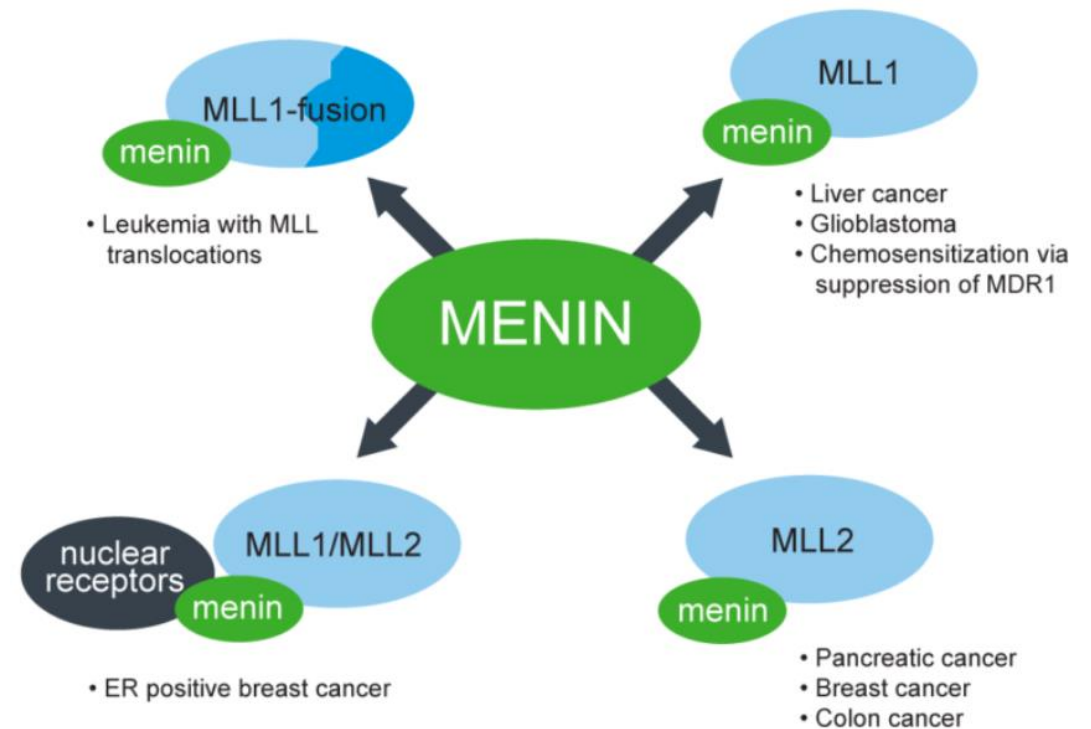 MLL1-fusion
menin
• Leukemia with MLL
translocations
MLL1
menin
• Liver cancer
• Glioblastoma
• Chemosensitization via
suppression of MDR1
MENIN
nuclear
receptors
MLL1/MLL2
menin
• ER positive breast cancer
MLL2
menin
• Pancreatic cancer
• Breast cancer
• Colon cancer